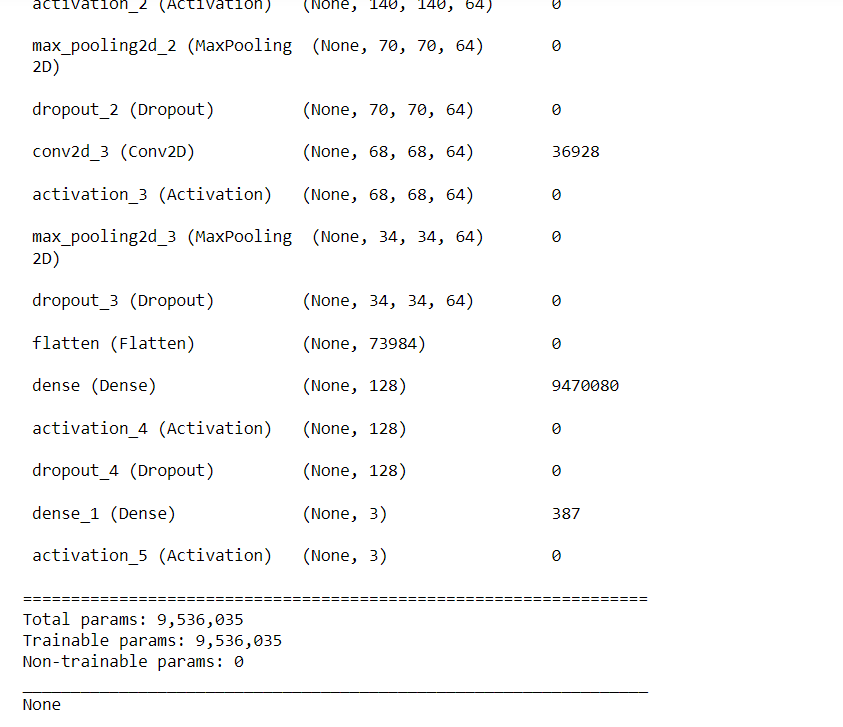 activation_2 (Activation)   (None, 140, 140, 64)      0
max_pooling2d_2 (MaxPooling  (None, 70, 70, 64)       0
2D)
dropout_2 (Dropout)         (None, 70, 70, 64)        0
conv2d_3 (Conv2D)           (None, 68, 68, 64)        36928
activation_3 (Activation)   (None, 68, 68, 64)        0
max_pooling2d_3 (MaxPooling  (None, 34, 34, 64)       0
2D)
dropout_3 (Dropout)         (None, 34, 34, 64)        0
flatten (Flatten)           (None, 73984)             0
dense (Dense)               (None, 128)               9470080
activation_4 (Activation)   (None, 128)               0
dropout_4 (Dropout)         (None, 128)               0
dense_1 (Dense)             (None, 3)                 387
activation_5 (Activation)   (None, 3)                 0
=================================================================
Total params: 9,536,035
Trainable params: 9,536,035
Non-trainable params: 0
_________________________________________________________________
None